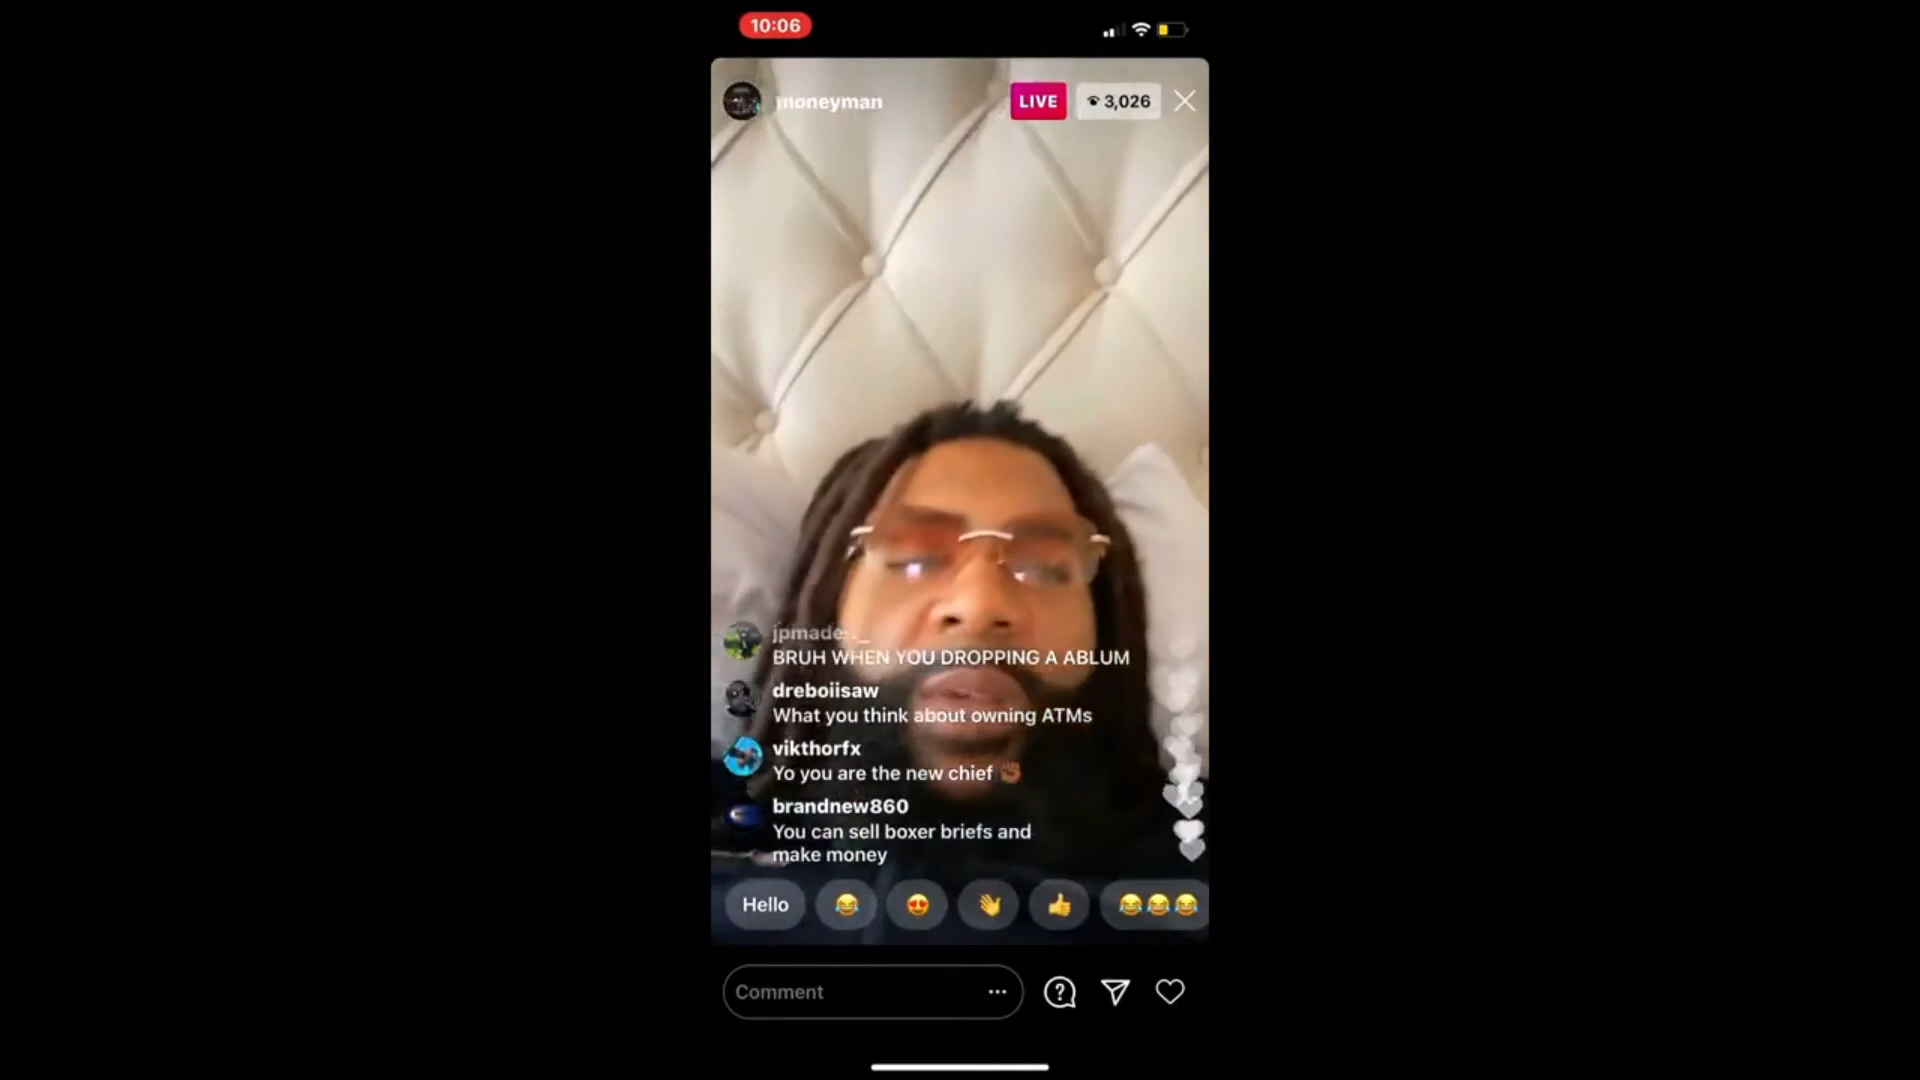 10:06
moneyman
LIVE
3,026
jpmade._
BRUH WHEN YOU DROPPING A ABLUM
dreboiisaw
What you think about owning ATMs
vikthorfx
Yo you are the new chief ✊🏾
brandnew860
You can sell boxer briefs and
make money
Hello 😂 😍 👋 👍 😂😂😂
Comment